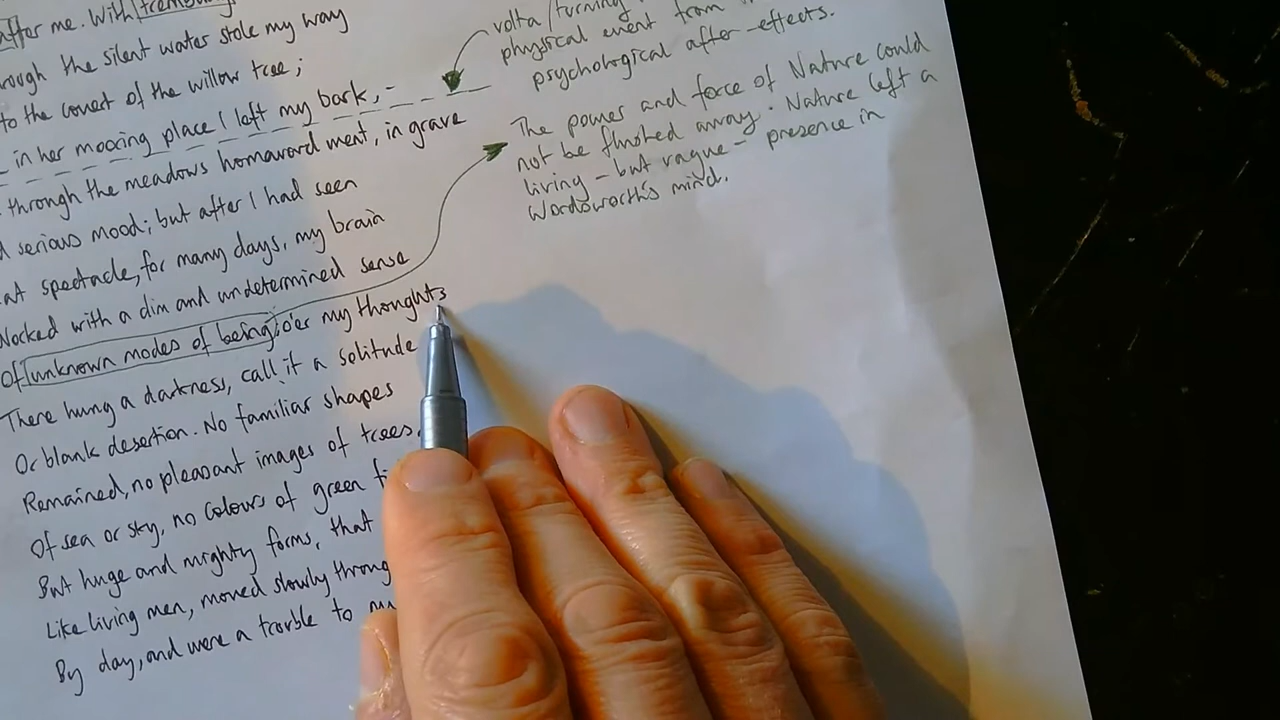 after me. With trembling
rough the silent water stole my way
to the covert of the willow tree;
in her mooring place I left my bark, -
through the meadows homeward went, in grave
d serious mood; but after I had seen
at spectacle, for many days, my brain
Wocked with a dim and undetermined sense
Of unknown modes of being; o'er my thoughts
There hung a darkness, call it a solitude
Or blank desertion. No familiar shapes
Remained, no pleasant images of trees,
Of sea or sky, no colours of green fi
But huge and mighty forms, that
Like living men, moved slowly throug
By day, and were a trouble to my
volta/turning
physical event from
psychological after-effects.
The power and force of Nature could
not be flushed away. Nature left a
living - but vague - presence in
Wordsworth's mind.